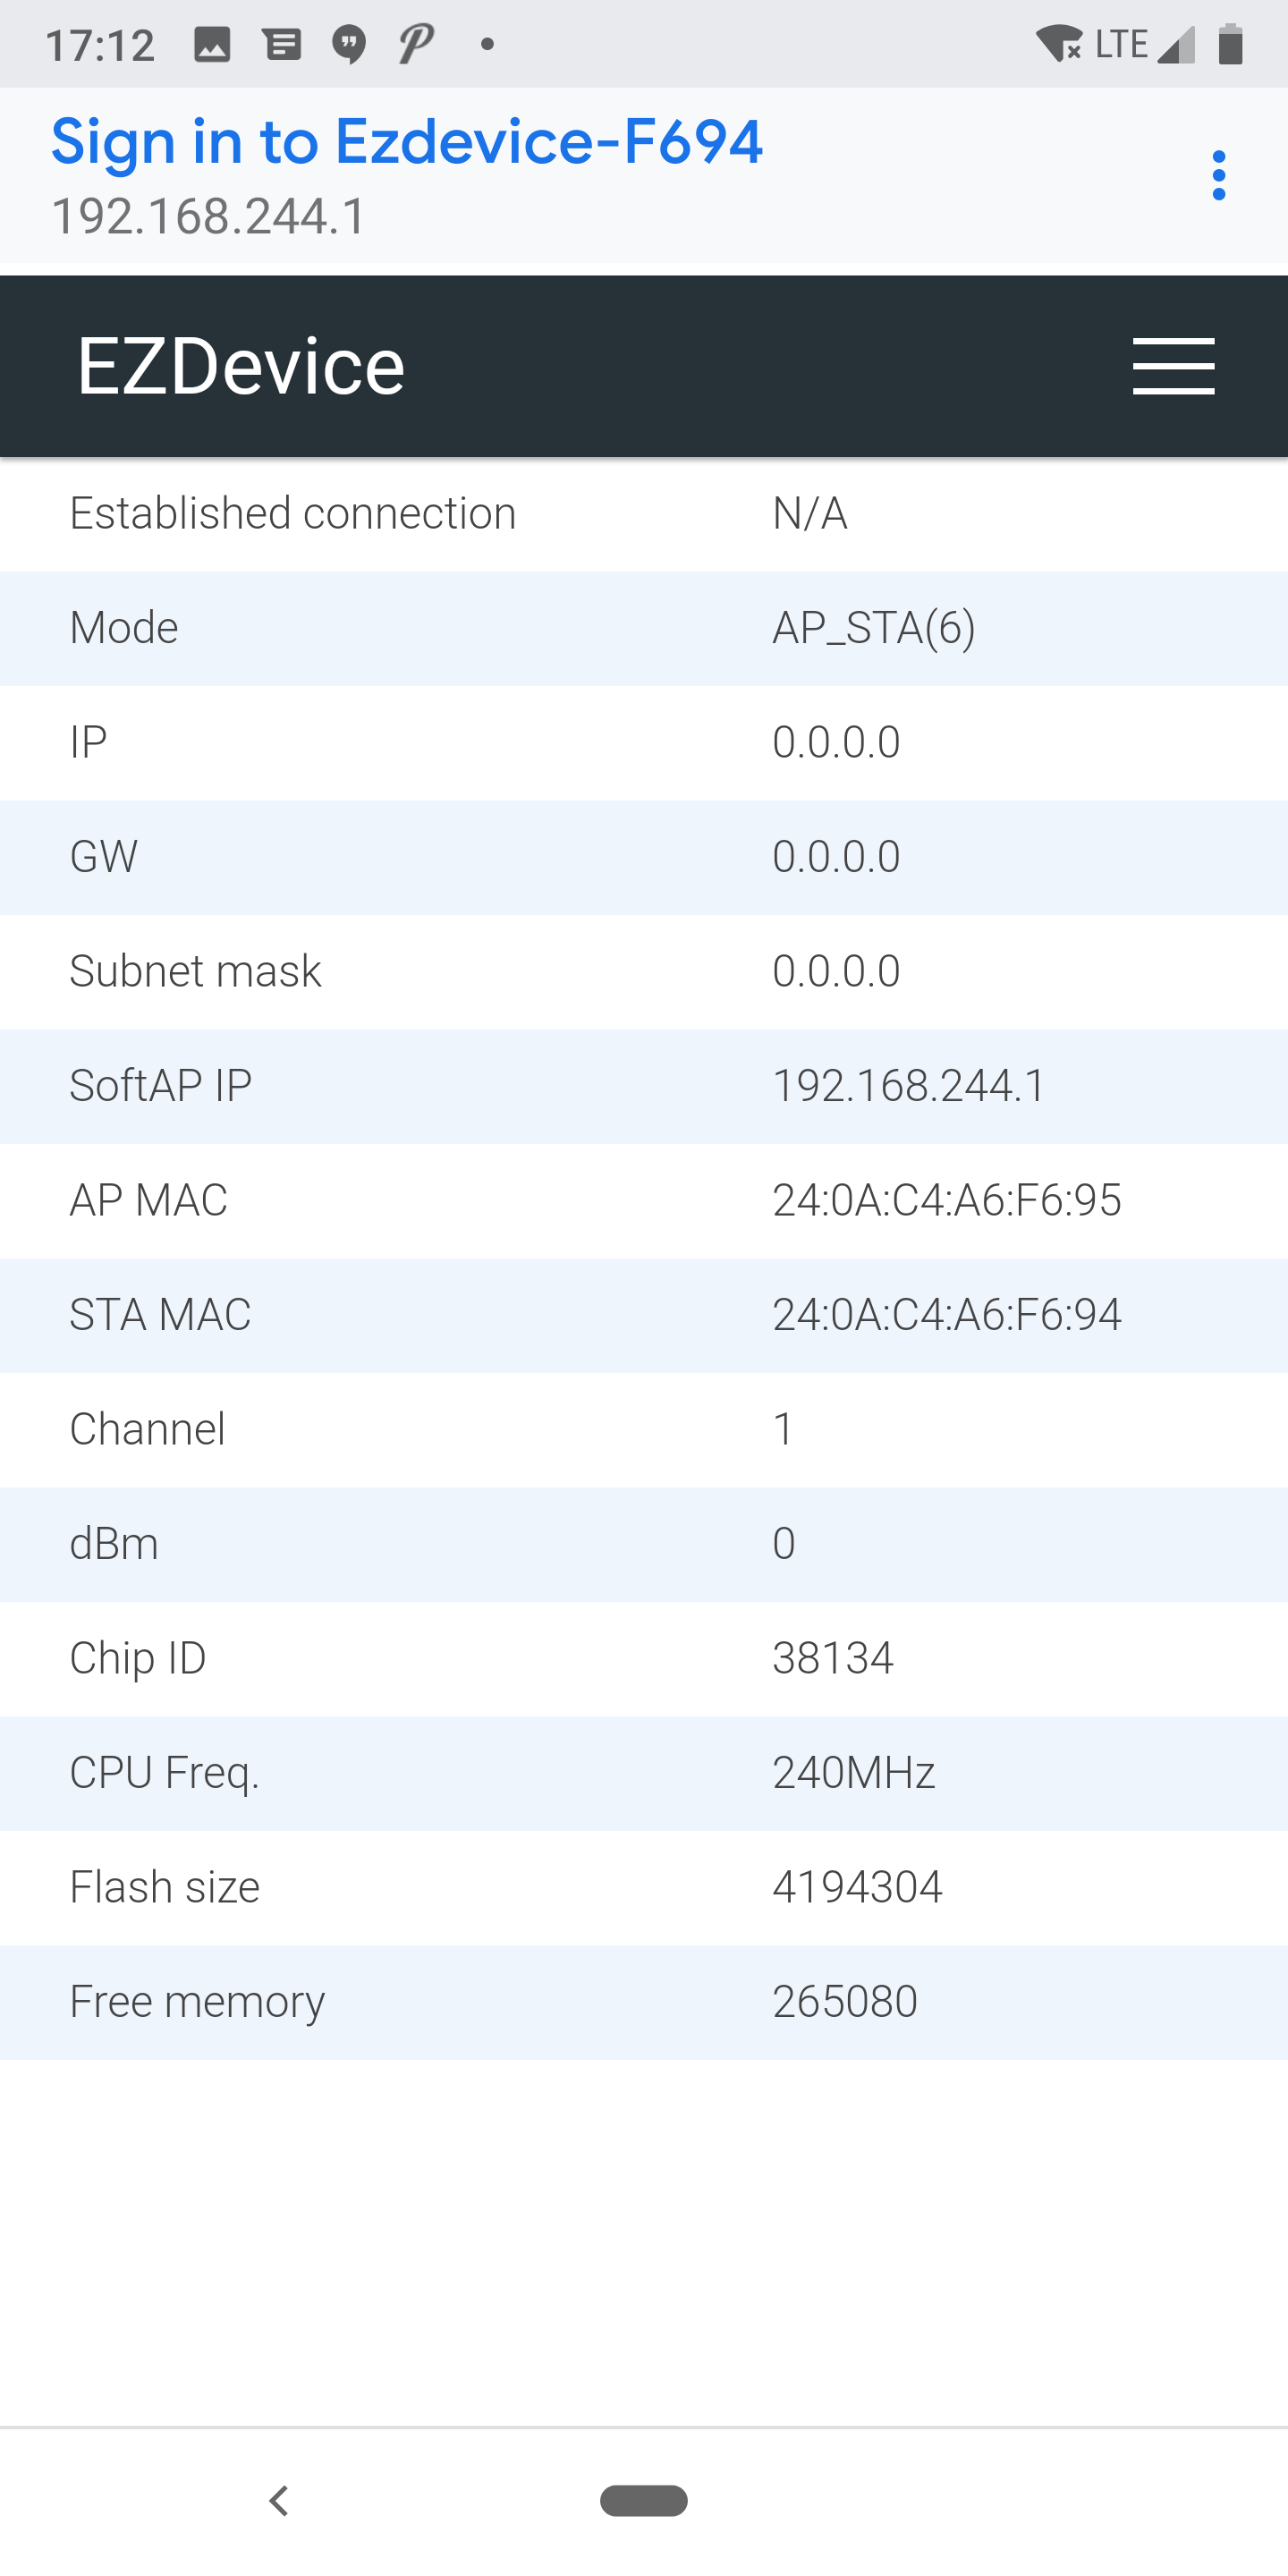 17:12 LTE
Sign in to Ezdevice-F694
192.168.244.1
EZDevice
Established connection N/A
Mode AP_STA(6)
IP 0.0.0.0
GW 0.0.0.0
Subnet mask 0.0.0.0
SoftAP IP 192.168.244.1
AP MAC 24:0A:C4:A6:F6:95
STA MAC 24:0A:C4:A6:F6:94
Channel 1
dBm 0
Chip ID 38134
CPU Freq. 240MHz
Flash size 4194304
Free memory 265080